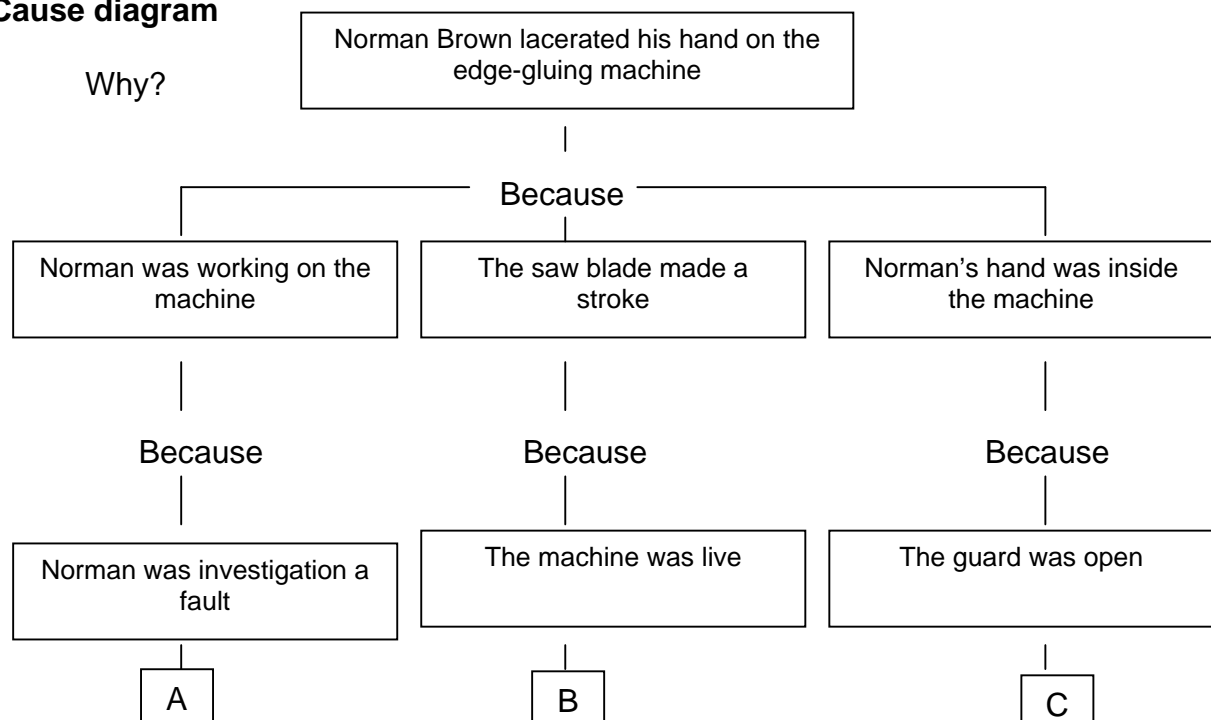 Cause diagram
Norman Brown lacerated his hand on the
edge-gluing machine
Why?
Because
Norman was working on the
machine
The saw blade made a
stroke
Norman's hand was inside
the machine
Because
Because
Because
Norman was investigation a
fault
The machine was live
The guard was open
A
B
C